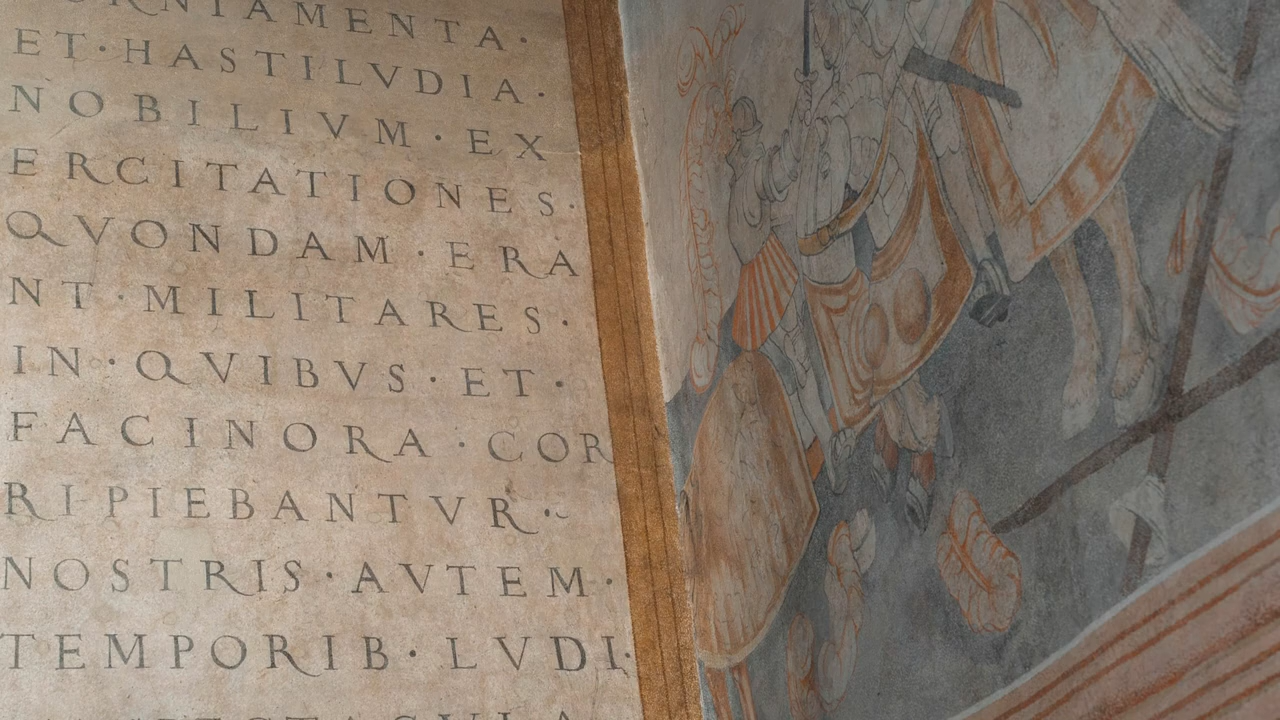 ORNIAMENTA·
ET·HASTILVDIA·
NOBILIVM·EX
ERCITATIONES·
QVONDAM·ERA
NT·MILITARES·
IN·QVIBVS·ET·
FACINORA·COR
RIPIEBANTVR·
NOSTRIS·AVTEM·
TEMPORIB·LVDI·